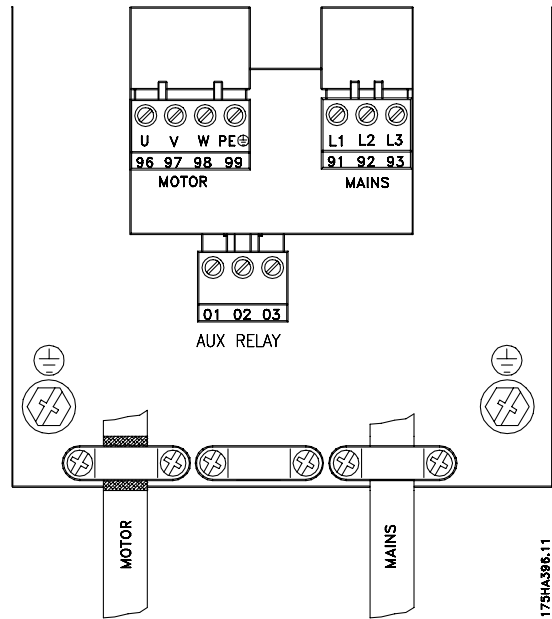 U V W PE
96 97 98 99
MOTOR
L1 L2 L3
91 92 93
MAINS
01 02 03
AUX RELAY
MOTOR
MAINS
175HA396.11